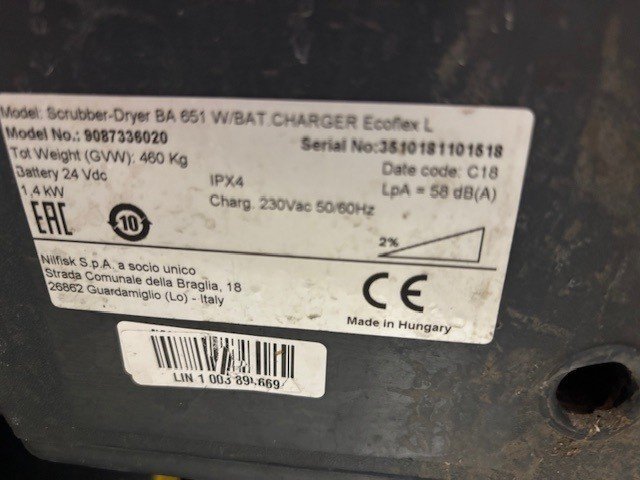 Model: Scrubber-Dryer BA 651 W/BAT.CHARGER Ecoflex L
Model No.: 9087336020
Serial No:3510181101518
Tot Weight (GVW): 460 Kg
Date code: C18
Battery 24 Vdc
IPX4
LpA = 58 dB(A)
1,4 kW
Charg. 230Vac 50/60Hz
EAC
10
2%
Nilfisk S.p.A. a socio unico
Strada Comunale della Braglia, 18
26862 Guardamiglio (Lo) - Italy
CE
Made in Hungary
LIN 1 003